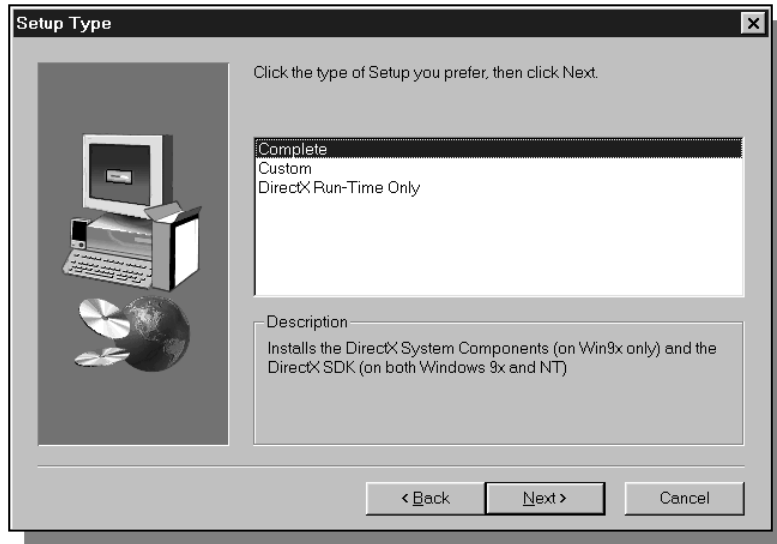 Setup Type
Click the type of Setup you prefer, then click Next.
Complete
Custom
DirectX Run-Time Only
Description
Installs the DirectX System Components (on Win9x only) and the
DirectX SDK (on both Windows 9x and NT)
< Back Next > Cancel